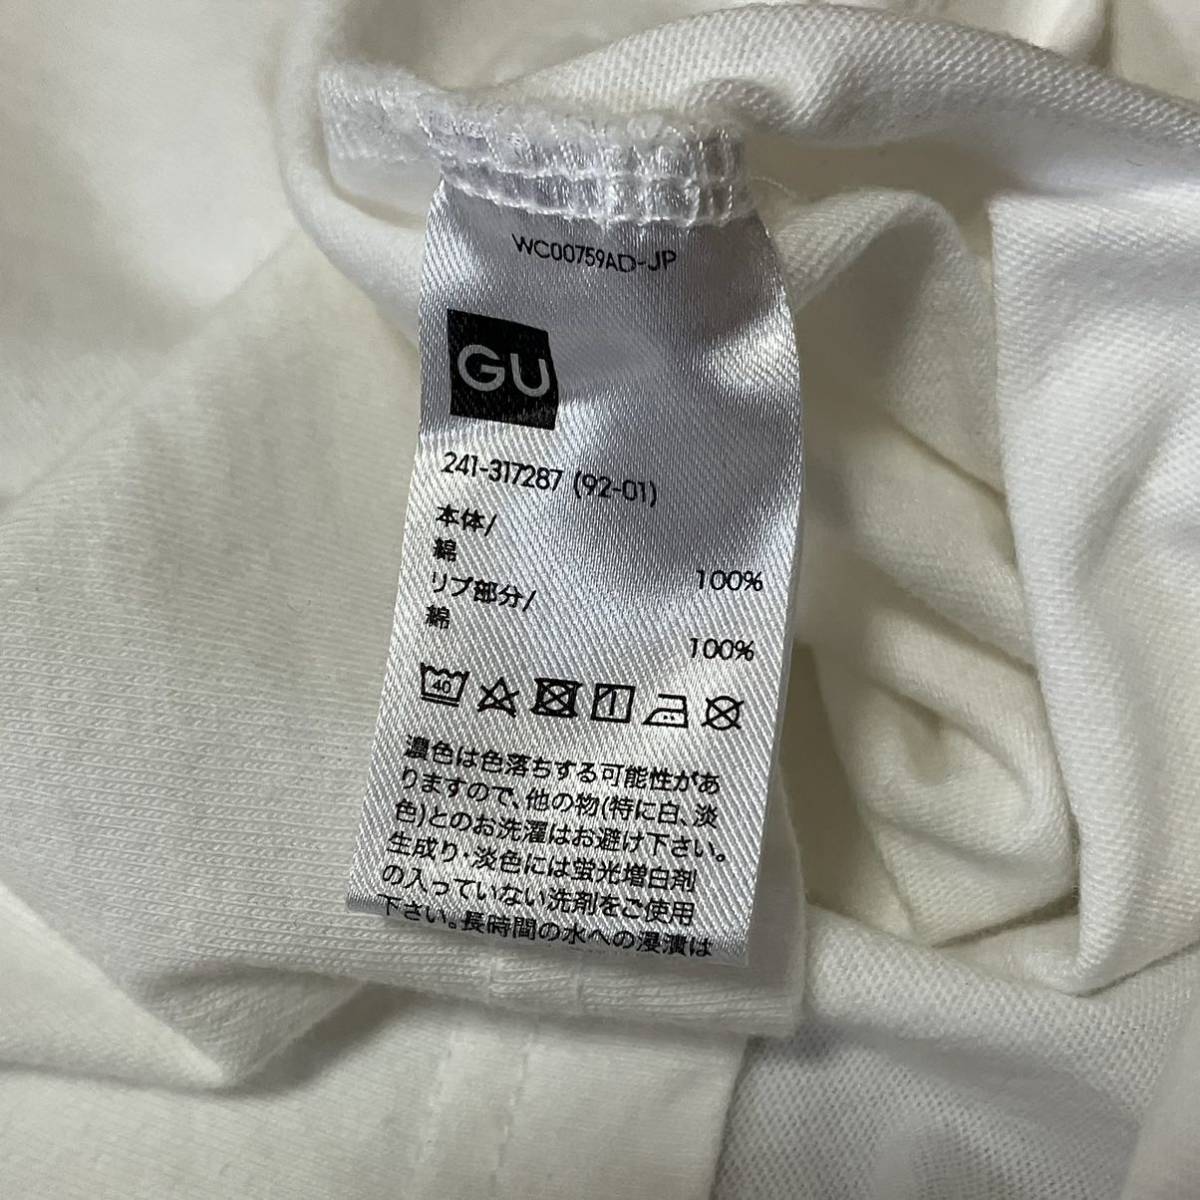 WC00759AD-JP
GU
241-317287 (92-01)
本体/
綿 100%
リブ部分/
綿 100%
40
濃色は色落ちする可能性があ
りますので、他の物(特に白、淡
色)とのお洗濯はお避け下さい。
生成り・淡色には蛍光増白剤
の入っていない洗剤をご使用
下さい。長時間の水への浸漬は